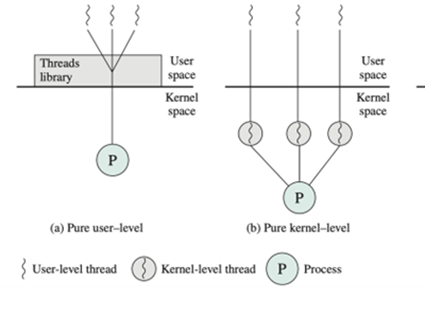 Threads
library
User
space
Kernel
space
P
User
space
Kernel
space
P
(a) Pure user–level
(b) Pure kernel–level
User-level thread
Kernel-level thread
P
Process